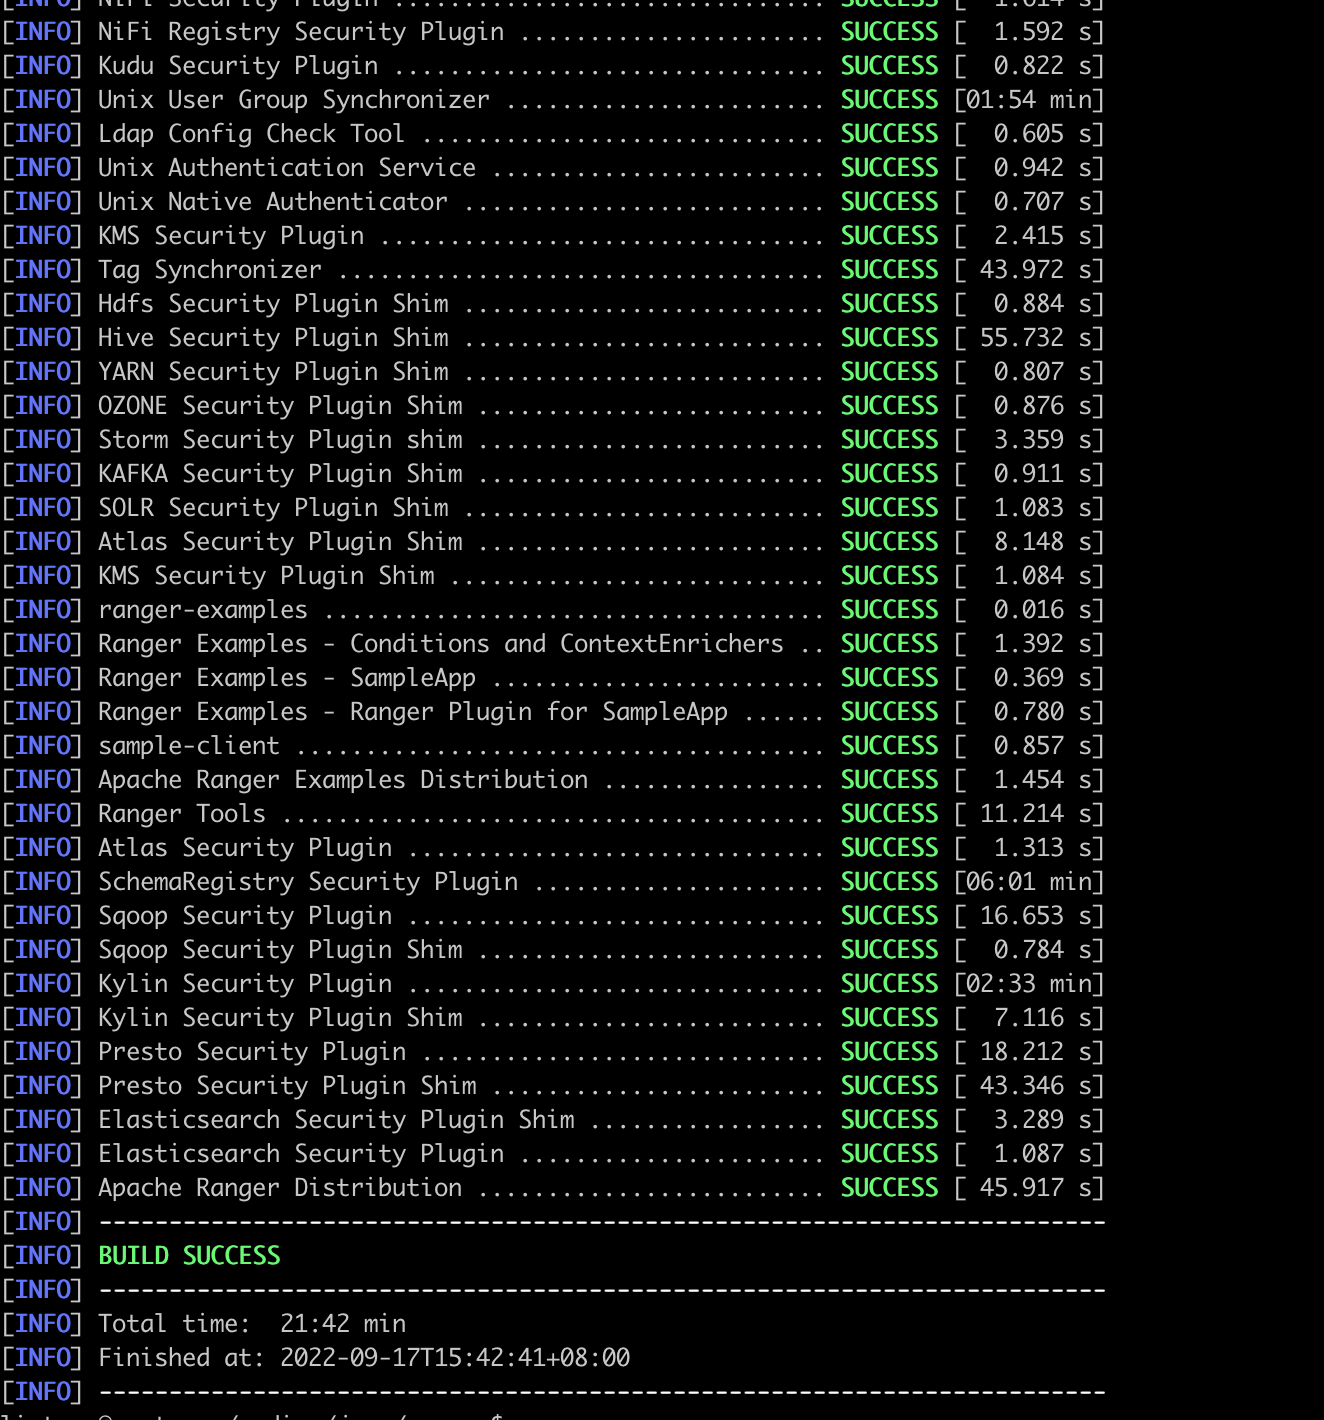 [INFO] NiFi Security Plugin ............................... SUCCESS [  1.614 s]
[INFO] NiFi Registry Security Plugin ...................... SUCCESS [  1.592 s]
[INFO] Kudu Security Plugin ............................... SUCCESS [  0.822 s]
[INFO] Unix User Group Synchronizer ....................... SUCCESS [01:54 min]
[INFO] Ldap Config Check Tool ............................. SUCCESS [  0.605 s]
[INFO] Unix Authentication Service ........................ SUCCESS [  0.942 s]
[INFO] Unix Native Authenticator .......................... SUCCESS [  0.707 s]
[INFO] KMS Security Plugin ................................ SUCCESS [  2.415 s]
[INFO] Tag Synchronizer ................................... SUCCESS [ 43.972 s]
[INFO] Hdfs Security Plugin Shim .......................... SUCCESS [  0.884 s]
[INFO] Hive Security Plugin Shim .......................... SUCCESS [ 55.732 s]
[INFO] YARN Security Plugin Shim .......................... SUCCESS [  0.807 s]
[INFO] OZONE Security Plugin Shim ......................... SUCCESS [  0.876 s]
[INFO] Storm Security Plugin shim ......................... SUCCESS [  3.359 s]
[INFO] KAFKA Security Plugin Shim ......................... SUCCESS [  0.911 s]
[INFO] SOLR Security Plugin Shim .......................... SUCCESS [  1.083 s]
[INFO] Atlas Security Plugin Shim ......................... SUCCESS [  8.148 s]
[INFO] KMS Security Plugin Shim ........................... SUCCESS [  1.084 s]
[INFO] ranger-examples .................................... SUCCESS [  0.016 s]
[INFO] Ranger Examples - Conditions and ContextEnrichers .. SUCCESS [  1.392 s]
[INFO] Ranger Examples - SampleApp ........................ SUCCESS [  0.369 s]
[INFO] Ranger Examples - Ranger Plugin for SampleApp ...... SUCCESS [  0.780 s]
[INFO] sample-client ...................................... SUCCESS [  0.857 s]
[INFO] Apache Ranger Examples Distribution ................ SUCCESS [  1.454 s]
[INFO] Ranger Tools ....................................... SUCCESS [ 11.214 s]
[INFO] Atlas Security Plugin .............................. SUCCESS [  1.313 s]
[INFO] SchemaRegistry Security Plugin ..................... SUCCESS [06:01 min]
[INFO] Sqoop Security Plugin .............................. SUCCESS [ 16.653 s]
[INFO] Sqoop Security Plugin Shim ......................... SUCCESS [  0.784 s]
[INFO] Kylin Security Plugin .............................. SUCCESS [02:33 min]
[INFO] Kylin Security Plugin Shim ......................... SUCCESS [  7.116 s]
[INFO] Presto Security Plugin ............................. SUCCESS [ 18.212 s]
[INFO] Presto Security Plugin Shim ........................ SUCCESS [ 43.346 s]
[INFO] Elasticsearch Security Plugin Shim ................. SUCCESS [  3.289 s]
[INFO] Elasticsearch Security Plugin ...................... SUCCESS [  1.087 s]
[INFO] Apache Ranger Distribution ......................... SUCCESS [ 45.917 s]
[INFO] ------------------------------------------------------------------------
[INFO] BUILD SUCCESS
[INFO] ------------------------------------------------------------------------
[INFO] Total time:  21:42 min
[INFO] Finished at: 2022-09-17T15:42:41+08:00
[INFO] ------------------------------------------------------------------------